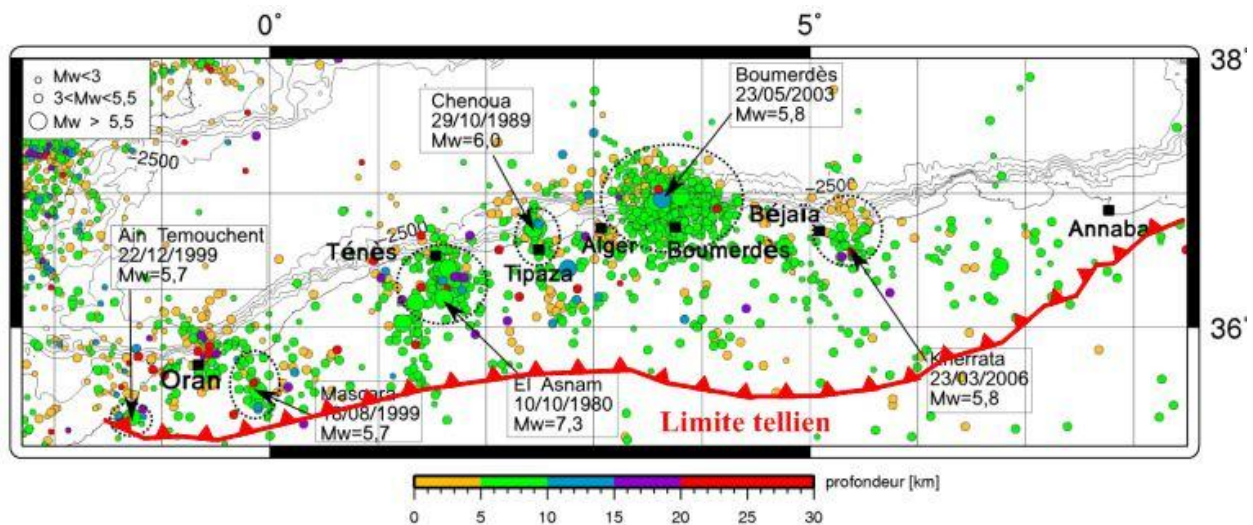 0°
5°
38°
36°
Mw<3
3<Mw<5,5
Mw > 5,5
-2500
Chenoua
29/10/1989
Mw=6,0
Boumerdès
23/05/2003
Mw=5,8
Ain Temouchent
22/12/1999
Mw=5,7
Ténès
2500
Tipaza
Alger
Boumerdès
Béjaïa
-2500
Annaba
Oran
Mascara
/08/1999
Mw=5,7
El Asnam
10/10/1980
Mw=7,3
Kherrata
23/03/2006
Mw=5,8
Limite tellien
profondeur [km]
0 5 10 15 20 25 30